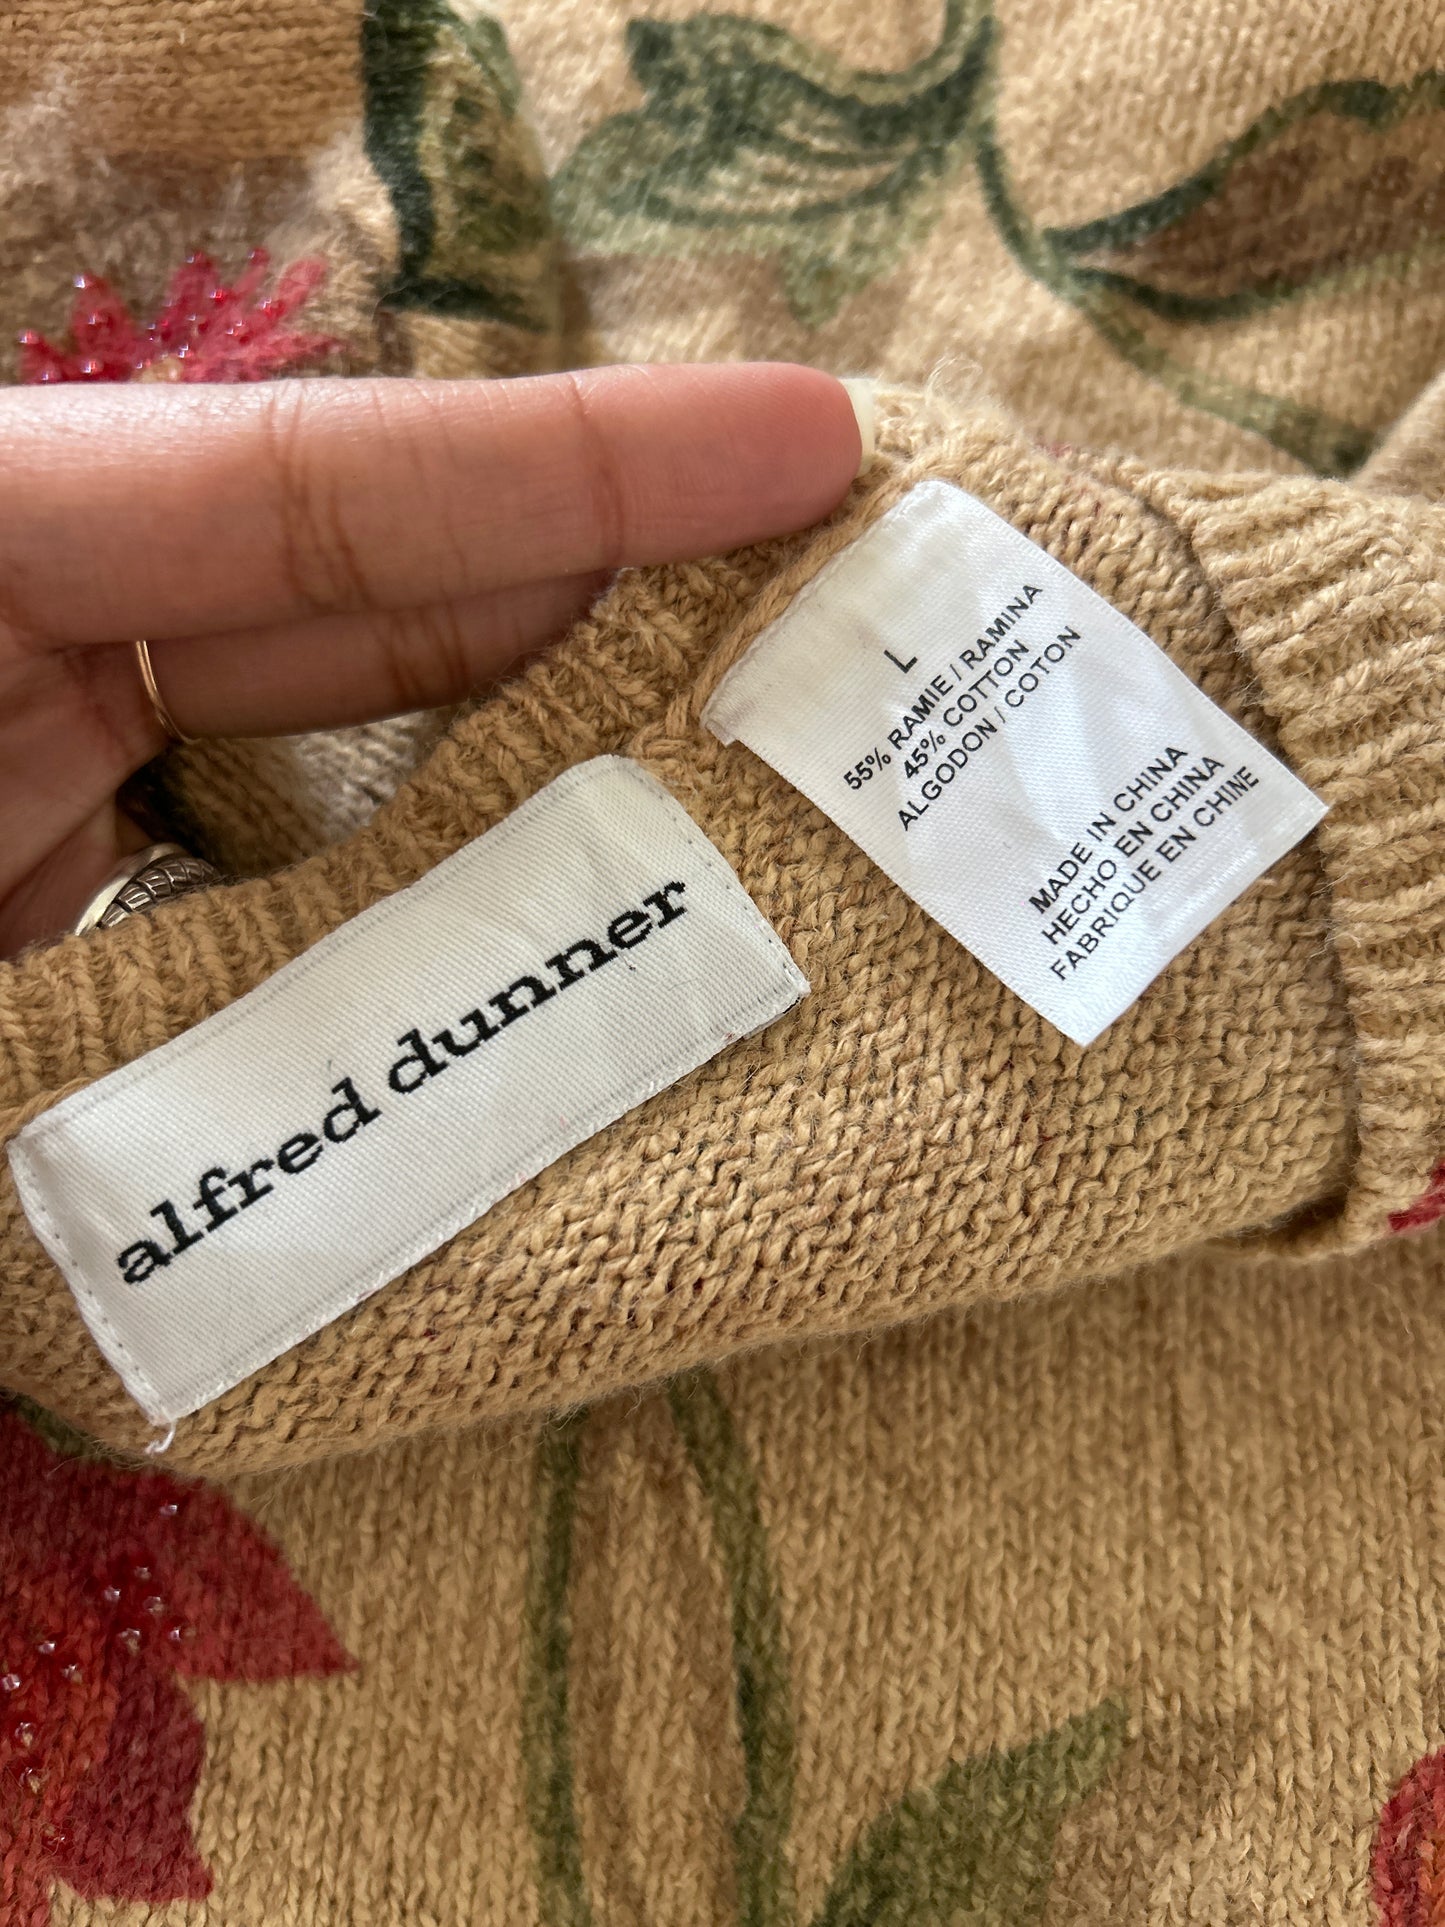 alfred dunner
L
55% RAMIE / RAMINA
45% COTTON
ALGODON / COTON
MADE IN CHINA
HECHO EN CHINA
FABRIQUE EN CHINE